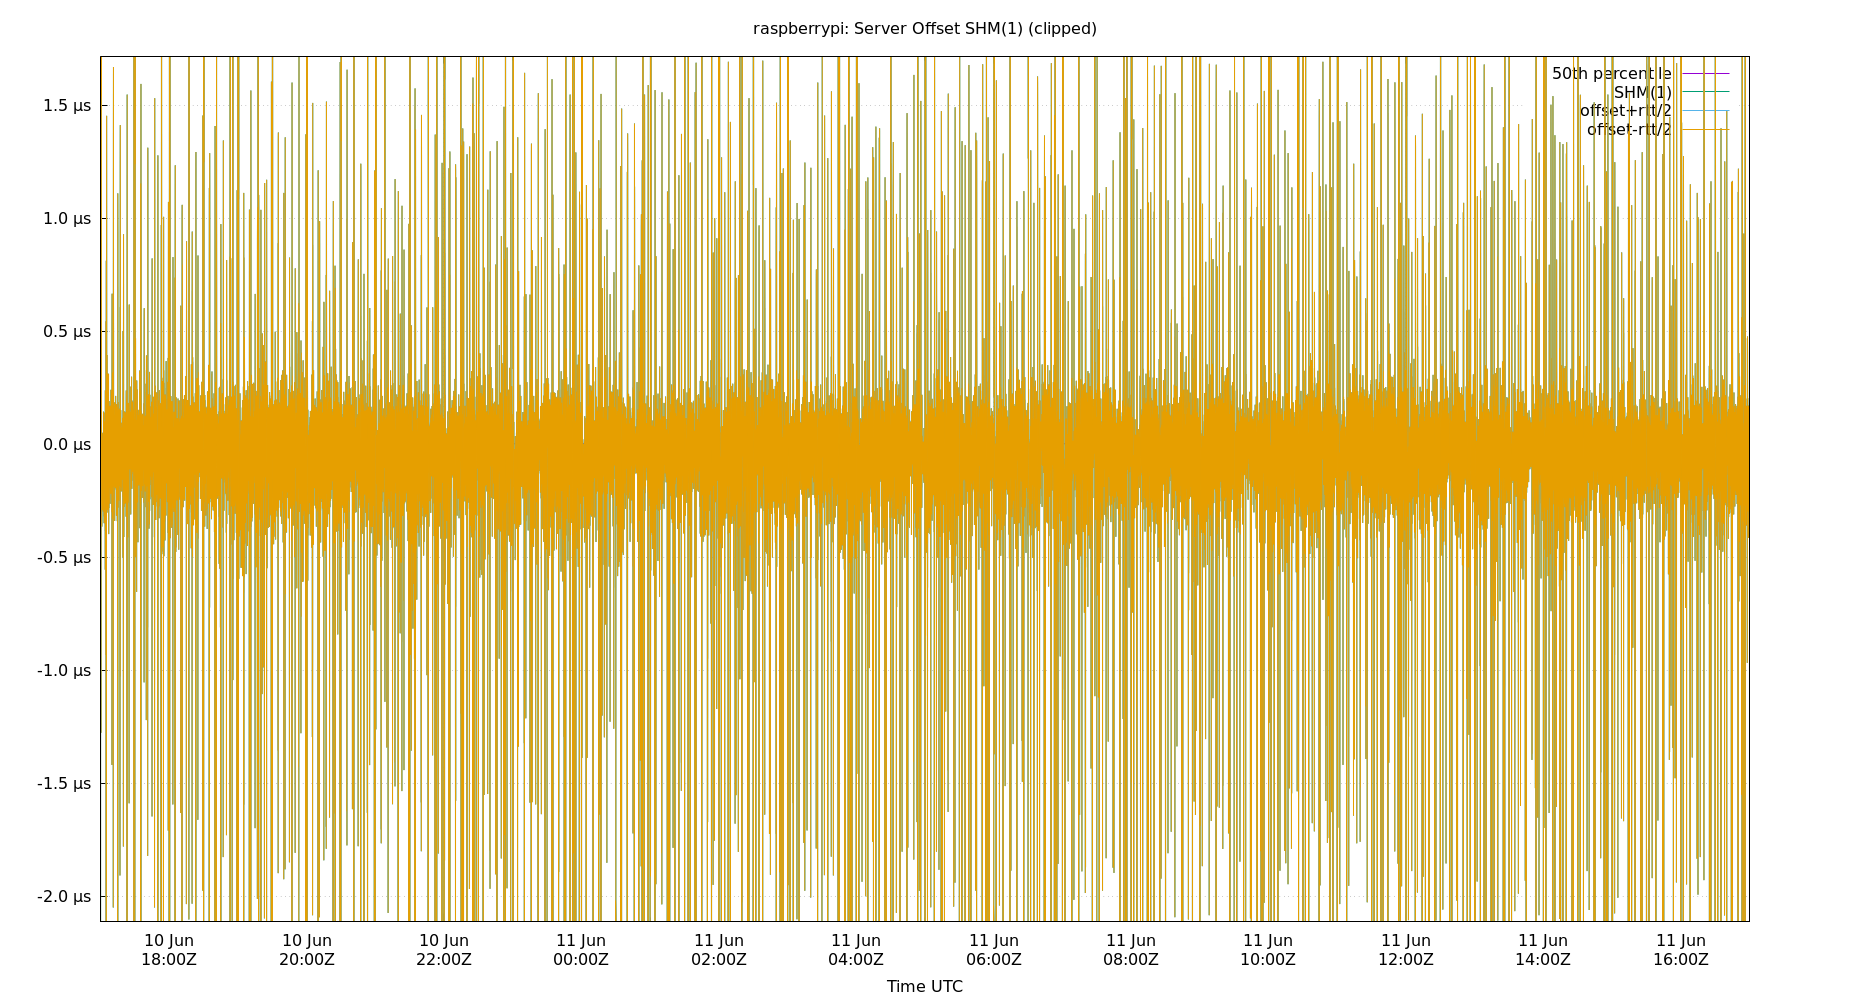 raspberrypi: Server Offset SHM(1) (clipped)
50th percentile
SHM(1)
offset+rtt/2
offset-rtt/2
1.5 µs
1.0 µs
0.5 µs
0.0 µs
-0.5 µs
-1.0 µs
-1.5 µs
-2.0 µs
10 Jun 10 Jun 10 Jun 11 Jun 11 Jun 11 Jun 11 Jun 11 Jun 11 Jun 11 Jun 11 Jun 11 Jun
18:00Z 20:00Z 22:00Z 00:00Z 02:00Z 04:00Z 06:00Z 08:00Z 10:00Z 12:00Z 14:00Z 16:00Z
Time UTC